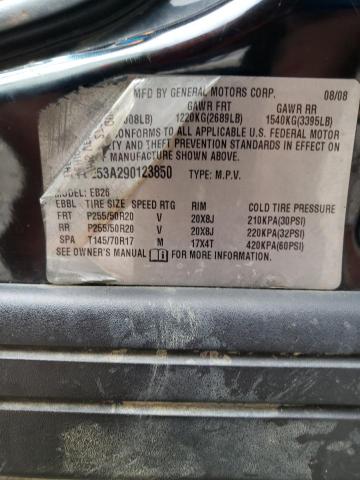 MFD BY GENERAL MOTORS CORP. 08/08
GAWR FRT GAWR RR
08LB) 1220KG(2689LB) 1540KG(3395LB)
CONFORMS TO ALL APPLICABLE U.S. FEDERAL MOTOR
SAFETY AND THEFT PREVENTION STANDARDS IN EFFECT
MANUFACTURE SHOWN ABOVE.
E53A290123850 TYPE: M.P.V.
MODEL: EB26
EBBL TIRE SIZE SPEED RTG RIM COLD TIRE PRESSURE
FRT P255/50R20 V 20X8J 210KPA(30PSI)
RR P255/50R20 V 20X8J 220KPA(32PSI)
SPA T145/70R17 M 17X4T 420KPA(60PSI)
SEE OWNER'S MANUAL FOR MORE INFORMATION.